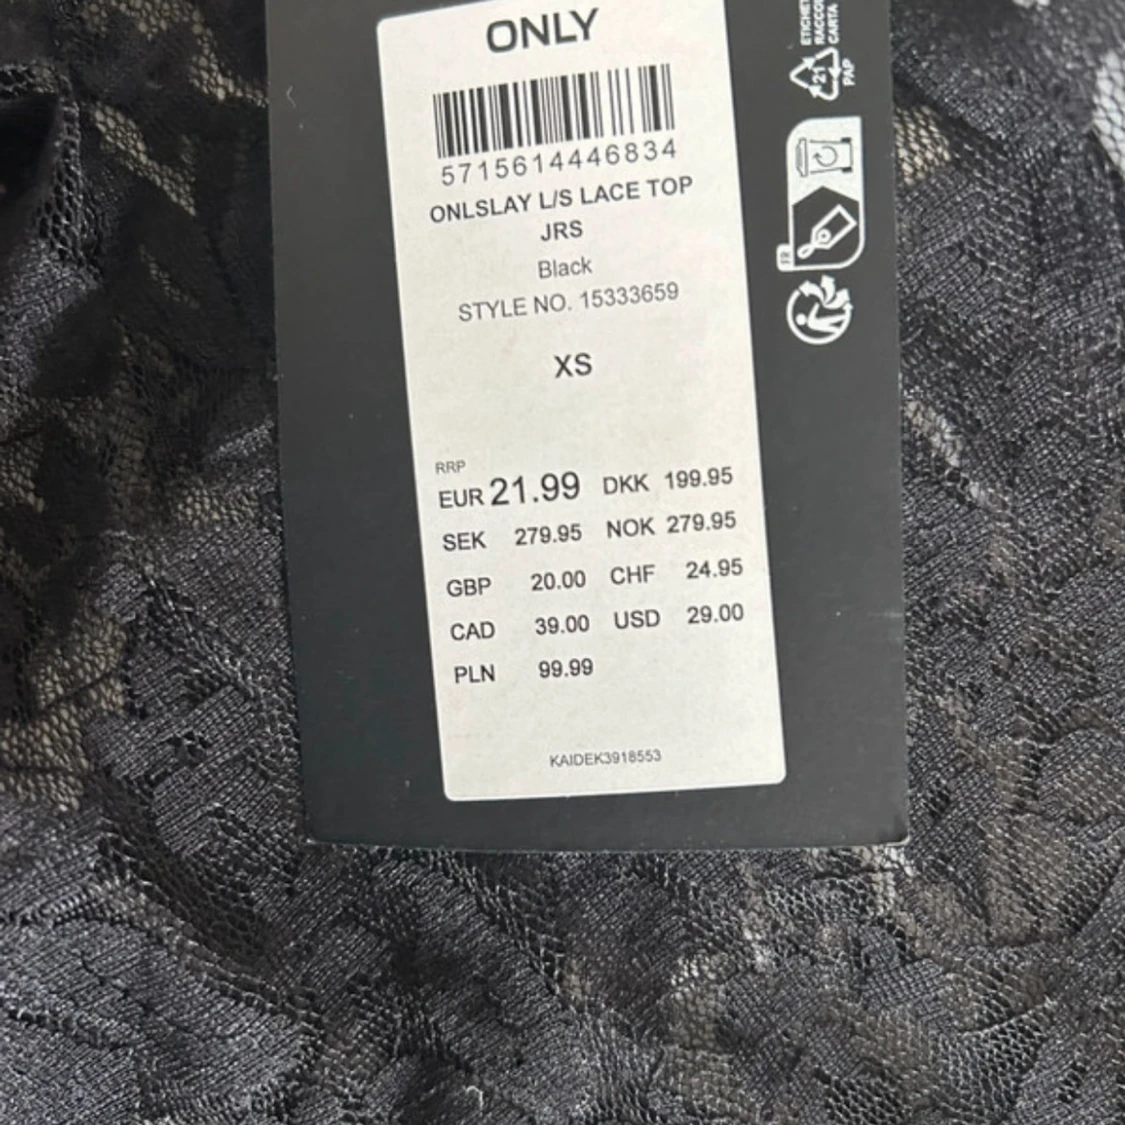 ONLY
5715614446834
ONLSLAY L/S LACE TOP
JRS
Black
STYLE NO. 15333659
XS
RRP
EUR 21.99 DKK 199.95
SEK 279.95 NOK 279.95
GBP 20.00 CHF 24.95
CAD 39.00 USD 29.00
PLN 99.99
KAIDEK3918553
CARTA
21
PAP
FR